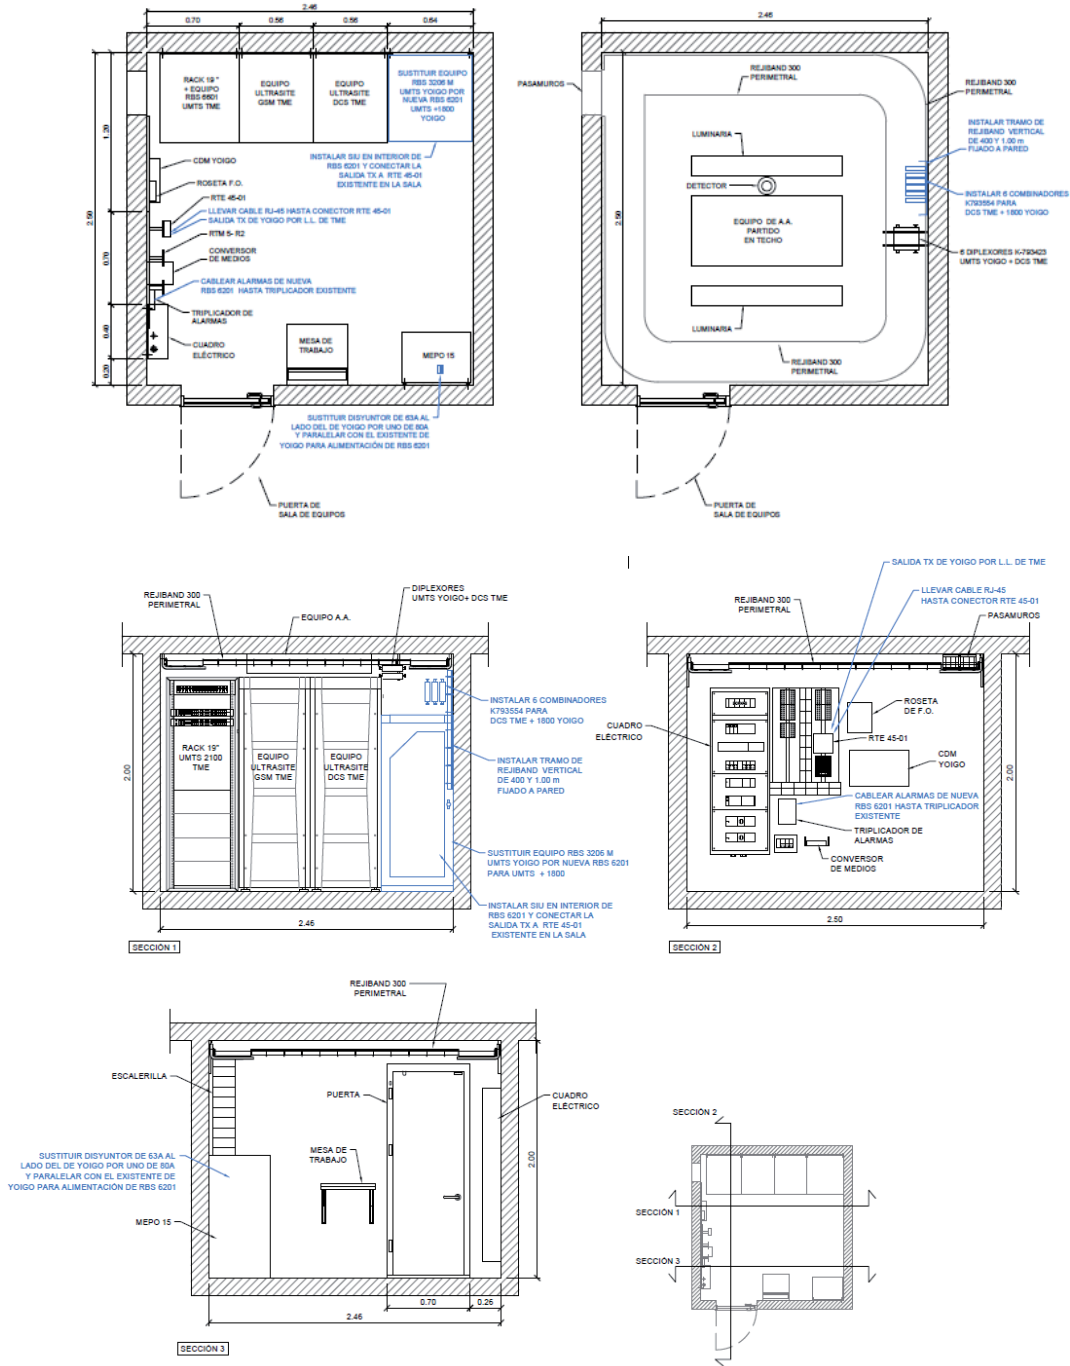 2.46
0.70
0.56
0.56
0.64
RACK 19 "
+ EQUIPO
RBS 6601
UMTS TME
EQUIPO
ULTRASITE
GSM TME
EQUIPO
ULTRASITE
DCS TME
SUSTITUIR EQUIPO
RBS 3206 M
UMTS YOIGO POR
NUEVA RBS 6201
UMTS +1800
YOIGO
INSTALAR SIU EN INTERIOR DE
RBS 6201 Y CONECTAR LA
SALIDA TX A RTE 45-01
EXISTENTE EN LA SALA
CDM YOIGO
ROSETA F.O.
RTE 45-01
LLEVAR CABLE RJ-45 HASTA CONECTOR RTE 45-01
SALIDA TX DE YOIGO POR L.L. DE TME
RTM 5- R2
CONVERSOR
DE MEDIOS
CABLEAR ALARMAS DE NUEVA
RBS 6201 HASTA TRIPLICADOR EXISTENTE
TRIPLICADOR DE
ALARMAS
CUADRO
ELÉCTRICO
MESA DE
TRABAJO
MEPO 15
SUSTITUIR DISYUNTOR DE 63A AL
LADO DEL DE YOIGO POR UNO DE 80A
Y PARALELAR CON EL EXISTENTE DE
YOIGO PARA ALIMENTACIÓN DE RBS 6201
PUERTA DE
SALA DE EQUIPOS
1.20
2.50
0.70
0.40
0.20
2.46
PASAMUROS
REJIBAND 300
PERIMETRAL
REJIBAND 300
PERIMETRAL
INSTALAR TRAMO DE
REJIBAND VERTICAL
DE 400 Y 1.00 m
FIJADO A PARED
LUMINARIA
DETECTOR
INSTALAR 6 COMBINADORES
K793554 PARA
DCS TME + 1800 YOIGO
EQUIPO DE A.A.
PARTIDO
EN TECHO
6 DIPLEXORES K-793423
UMTS YOIGO + DCS TME
LUMINARIA
REJIBAND 300
PERIMETRAL
2.50
PUERTA DE
SALA DE EQUIPOS
REJIBAND 300
PERIMETRAL
EQUIPO A.A.
DIPLEXORES
UMTS YOIGO+ DCS TME
INSTALAR 6 COMBINADORES
K793554 PARA
DCS TME + 1800 YOIGO
RACK 19"
UMTS 2100
TME
EQUIPO
ULTRASITE
GSM TME
EQUIPO
ULTRASITE
DCS TME
INSTALAR TRAMO DE
REJIBAND VERTICAL
DE 400 Y 1.00 m
FIJADO A PARED
2.00
SUSTITUIR EQUIPO RBS 3206 M
UMTS YOIGO POR NUEVA RBS 6201
PARA UMTS + 1800
INSTALAR SIU EN INTERIOR DE
RBS 6201 Y CONECTAR LA
SALIDA TX A RTE 45-01
EXISTENTE EN LA SALA
2.46
SECCIÓN 1
SALIDA TX DE YOIGO POR L.L. DE TME
LLEVAR CABLE RJ-45
HASTA CONECTOR RTE 45-01
PASAMUROS
REJIBAND 300
PERIMETRAL
ROSETA
DE F.O.
CUADRO
ELÉCTRICO
RTE 45-01
CDM
YOIGO
2.00
CABLEAR ALARMAS DE NUEVA
RBS 6201 HASTA TRIPLICADOR
EXISTENTE
TRIPLICADOR DE
ALARMAS
CONVERSOR
DE MEDIOS
2.50
SECCIÓN 2
REJIBAND 300
PERIMETRAL
ESCALERILLA
PUERTA
CUADRO
ELÉCTRICO
SUSTITUIR DISYUNTOR DE 63A AL
LADO DEL DE YOIGO POR UNO DE 80A
Y PARALELAR CON EL EXISTENTE DE
YOIGO PARA ALIMENTACIÓN DE RBS 6201
MESA DE
TRABAJO
2.00
MEPO 15
0.70
0.26
2.46
SECCIÓN 3
SECCIÓN 2
SECCIÓN 1
SECCIÓN 3